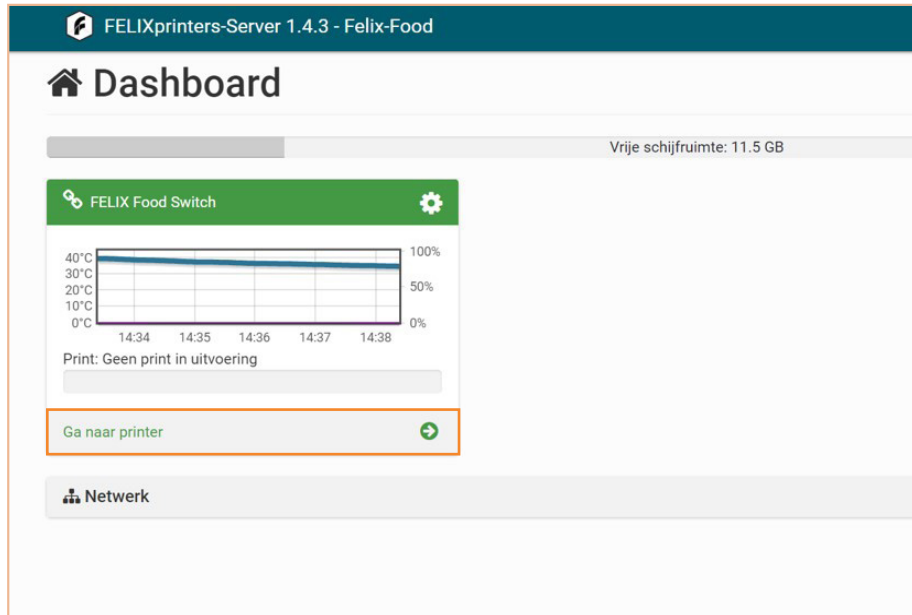 FELIXprinters-Server 1.4.3 - Felix-Food
Dashboard
Vrije schijfruimte: 11.5 GB
FELIX Food Switch
40°C
30°C
20°C
10°C
0°C
100%
50%
0%
14:34 14:35 14:36 14:37 14:38
Print: Geen print in uitvoering
Ga naar printer
Netwerk